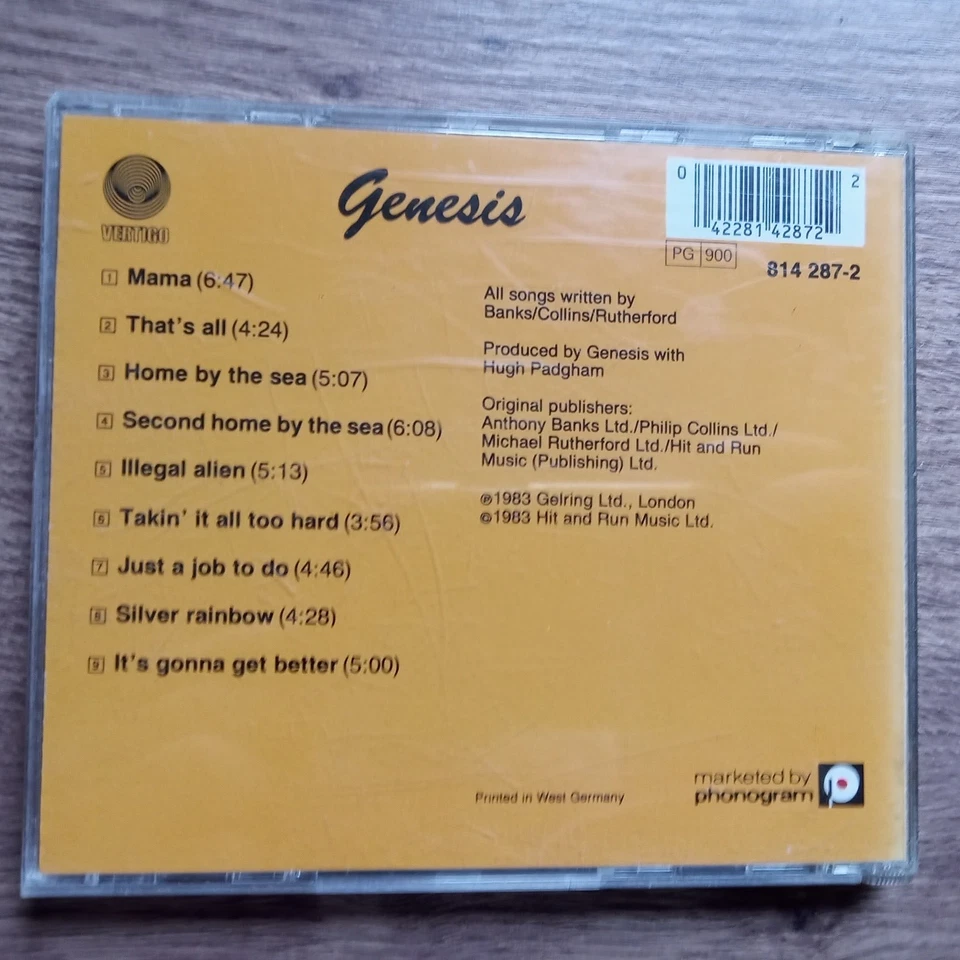 VERTIGO
Genesis
0 42281 42872 2
PG 900
814 287-2
1 Mama (6:47)
2 That's all (4:24)
3 Home by the sea (5:07)
4 Second home by the sea (6:08)
5 Illegal alien (5:13)
6 Takin' it all too hard (3:56)
7 Just a job to do (4:46)
8 Silver rainbow (4:28)
9 It's gonna get better (5:00)
All songs written by
Banks/Collins/Rutherford
Produced by Genesis with
Hugh Padgham
Original publishers:
Anthony Banks Ltd./Philip Collins Ltd./
Michael Rutherford Ltd./Hit and Run
Music (Publishing) Ltd.
℗1983 Gelring Ltd., London
©1983 Hit and Run Music Ltd.
Printed in West Germany
marketed by
phonogram